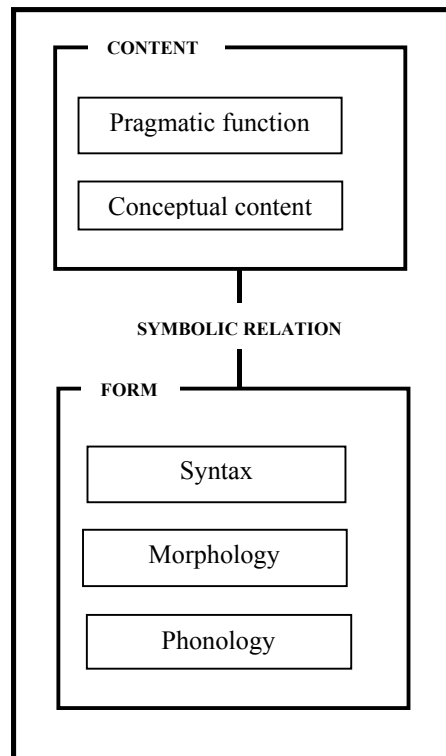 CONTENT
Pragmatic function
Conceptual content
SYMBOLIC RELATION
FORM
Syntax
Morphology
Phonology